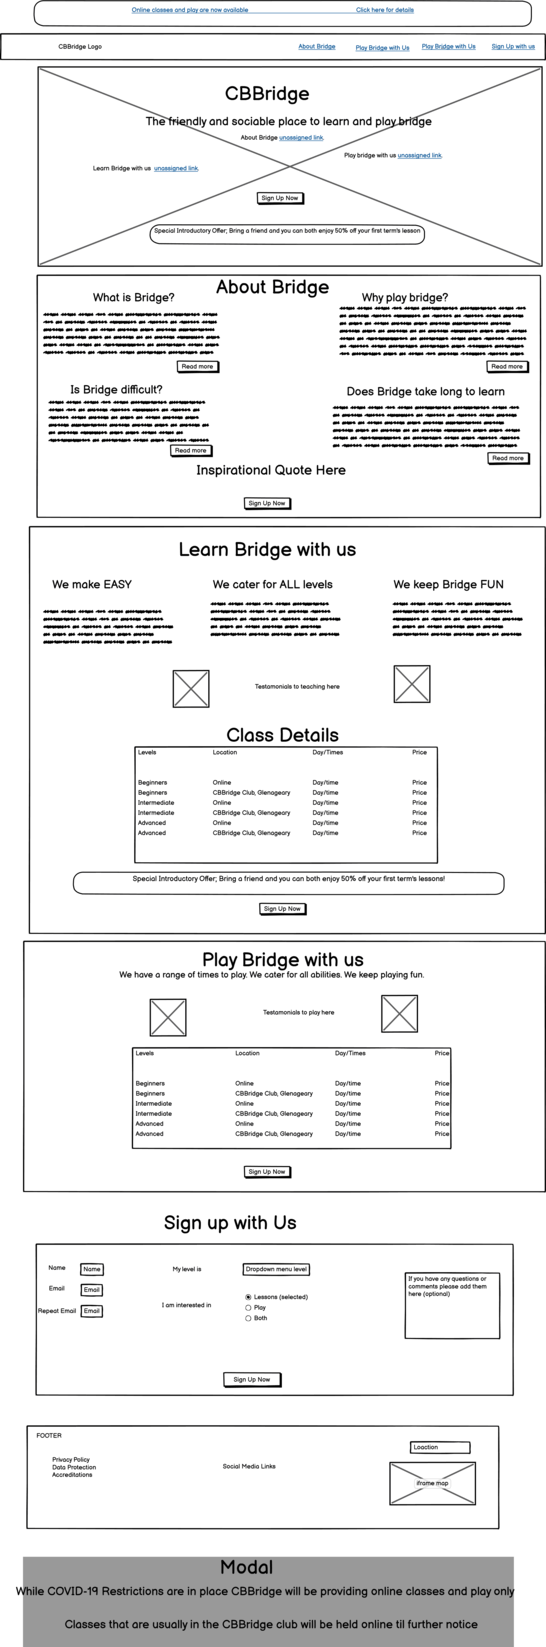 Online classes and play are now available Click here for details
CBBridge Logo About Bridge Play Bridge with Us Play Bridge with Us Sign Up with us
CBBridge
The friendly and sociable place to learn and play bridge
About Bridge unassigned link.
Play bridge with us unassigned link.
Learn Bridge with us unassigned link.
Sign Up Now
Special Introductory Offer; Bring a friend and you can both enjoy 50% off your first term's lesson
About Bridge
What is Bridge? Why play bridge?
Read more Read more
Is Bridge difficult? Does Bridge take long to learn
Read more Read more
Inspirational Quote Here
Sign Up Now
Learn Bridge with us
We make EASY We cater for ALL levels We keep Bridge FUN
Testamonials to teaching here
Class Details
Levels Location Day/Times Price
Beginners Online Day/time Price
Beginners CBBridge Club, Glenageary Day/time Price
Intermediate Online Day/time Price
Intermediate CBBridge Club, Glenageary Day/time Price
Advanced Online Day/time Price
Advanced CBBridge Club, Glenageary Day/time Price
Special Introductory Offer; Bring a friend and you can both enjoy 50% off your first term's lessons!
Sign Up Now
Play Bridge with us
We have a range of times to play. We cater for all abilities. We keep playing fun.
Testamonials to play here
Levels Location Day/Times Price
Beginners Online Day/time Price
Beginners CBBridge Club, Glenageary Day/time Price
Intermediate Online Day/time Price
Intermediate CBBridge Club, Glenageary Day/time Price
Advanced Online Day/time Price
Advanced CBBridge Club, Glenageary Day/time Price
Sign Up Now
Sign up with Us
Name Name My level is Dropdown menu level
If you have any questions or
comments please add them
here (optional)
Email Email
Lessons (selected)
I am interested in Play
Repeat Email Email
Both
Sign Up Now
FOOTER
Loaction
Privacy Policy
Data Protection
Accreditations
Social Media Links
iframe map
Modal
While COVID-19 Restrictions are in place CBBridge will be providing online classes and play only
Classes that are usually in the CBBridge club will be held online til further notice